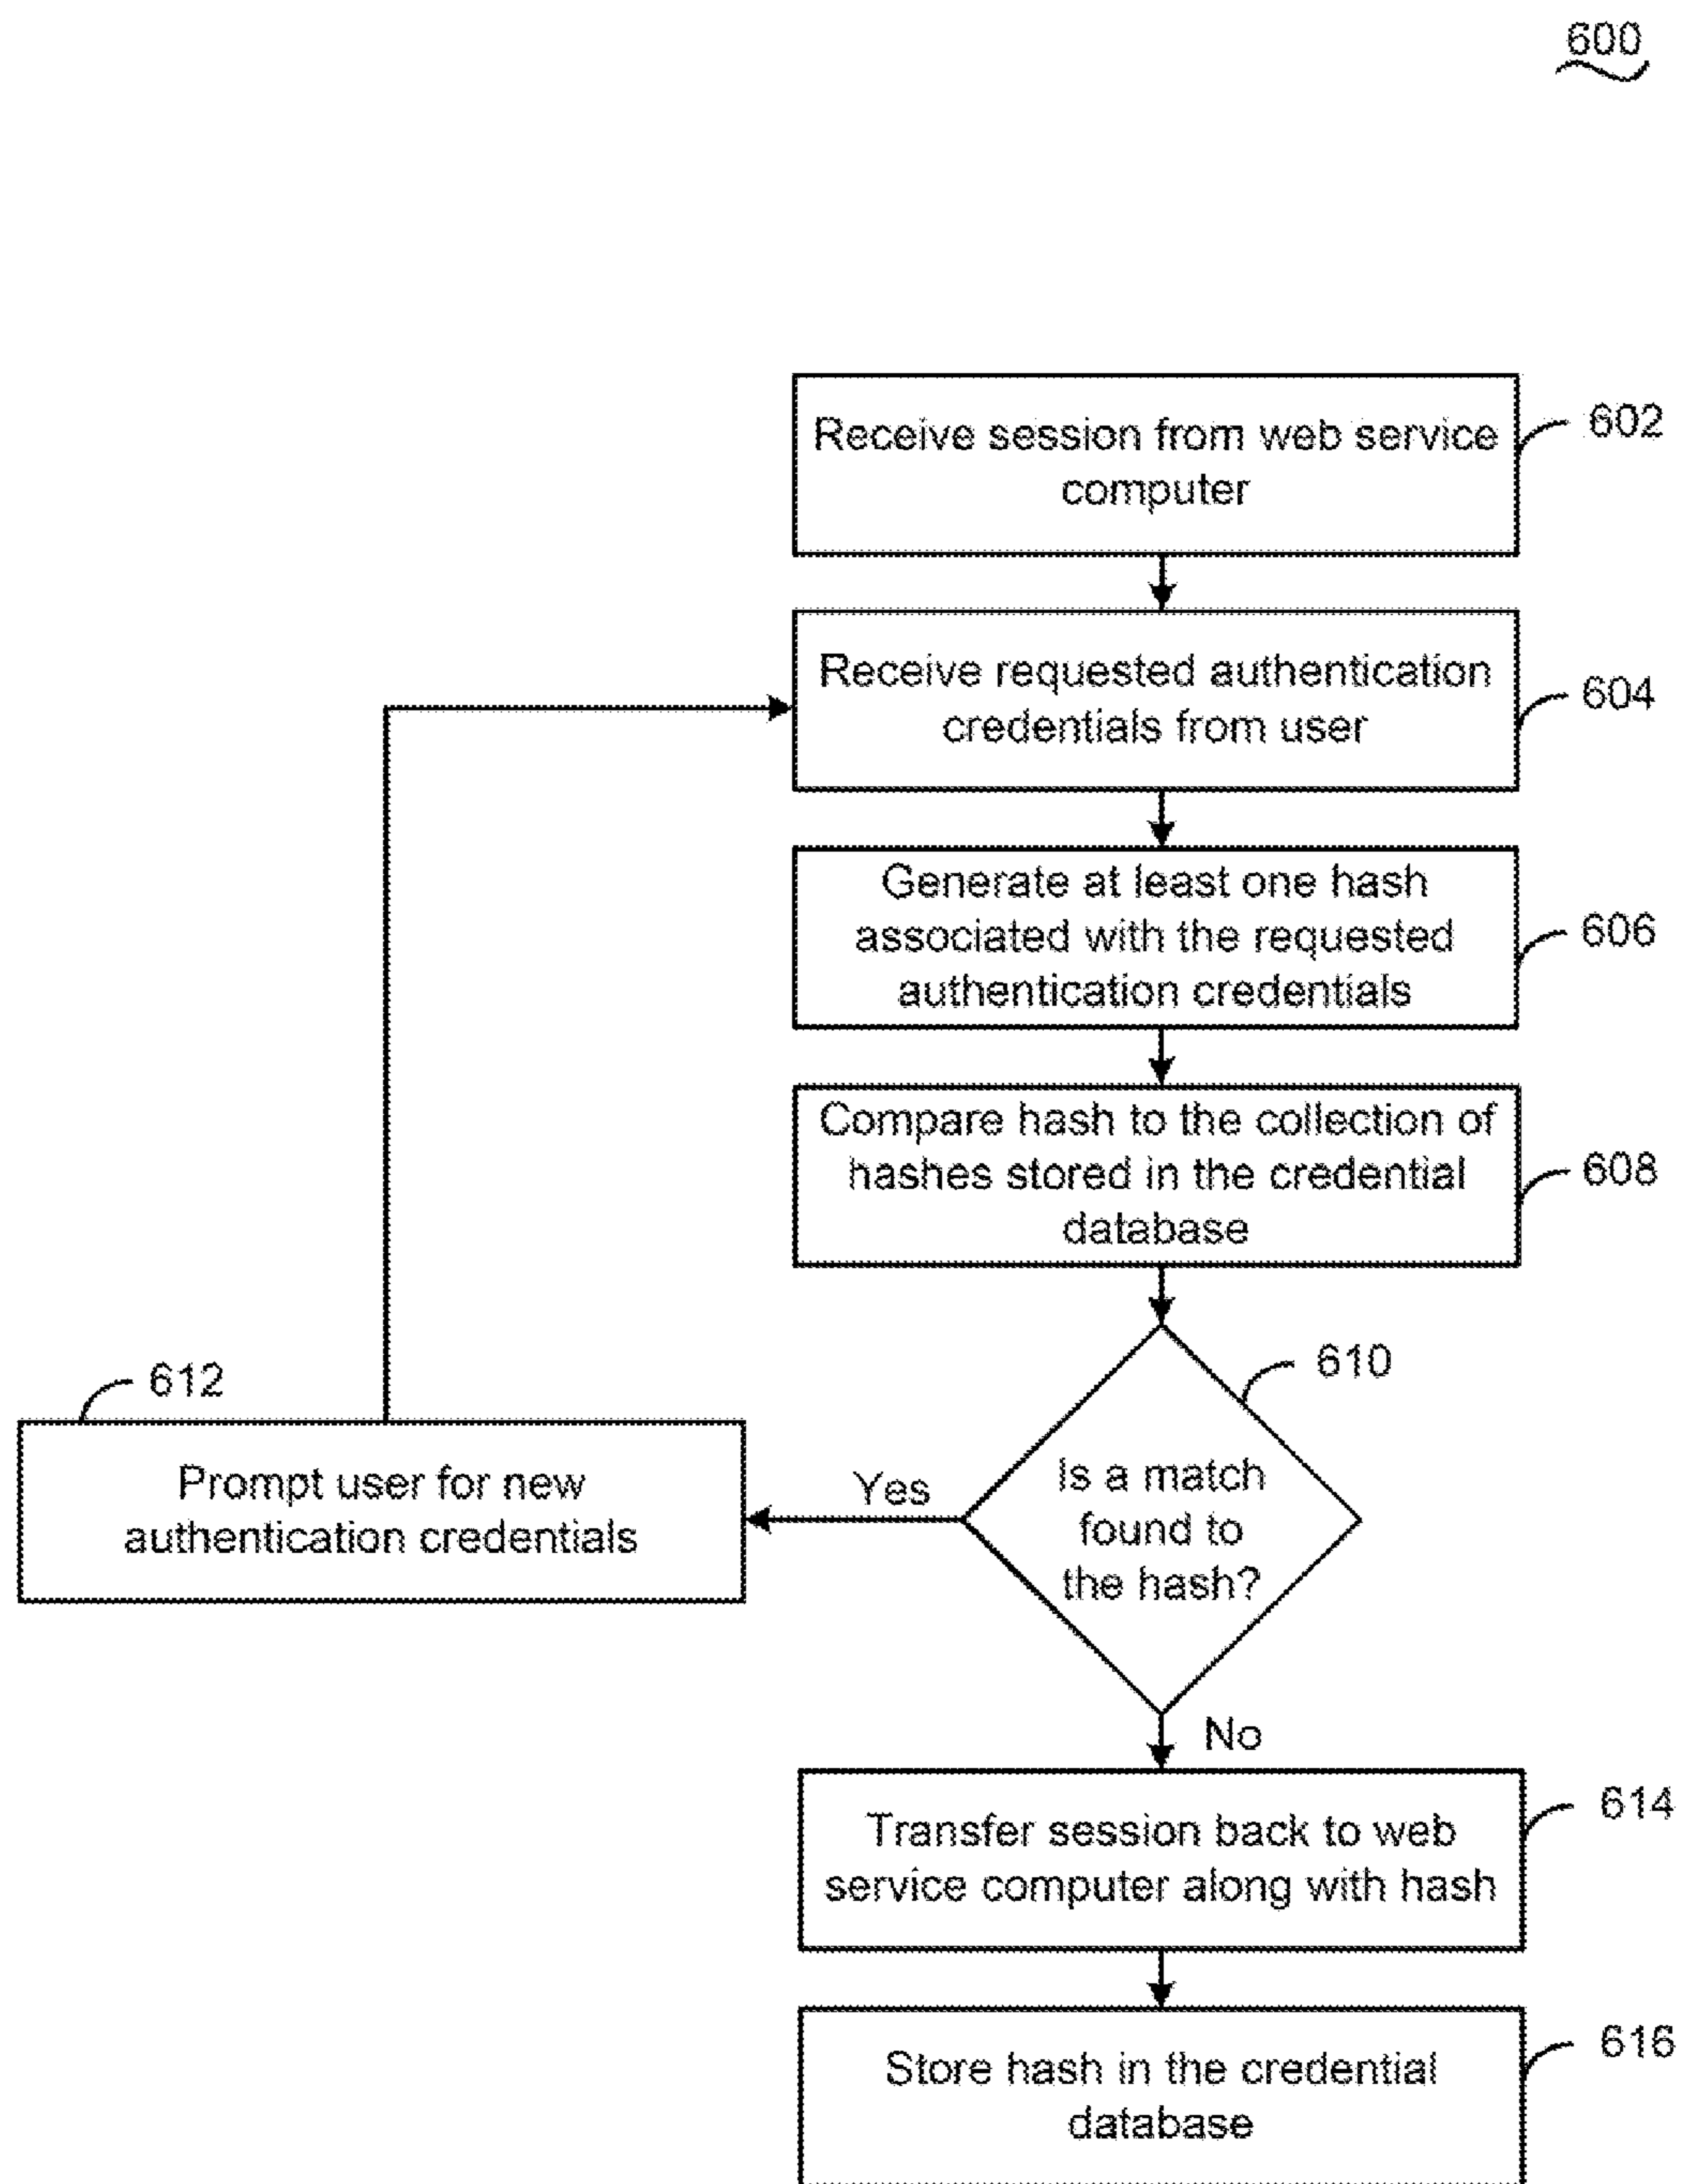 600
Receive session from web service
computer
602
Receive requested authentication
credentials from user
604
Generate at least one hash
associated with the requested
authentication credentials
606
Compare hash to the collection of
hashes stored in the credential
database
608
610
Is a match
found to
the hash?
Yes
612
Prompt user for new
authentication credentials
No
Transfer session back to web
service computer along with hash
614
Store hash in the credential
database
616